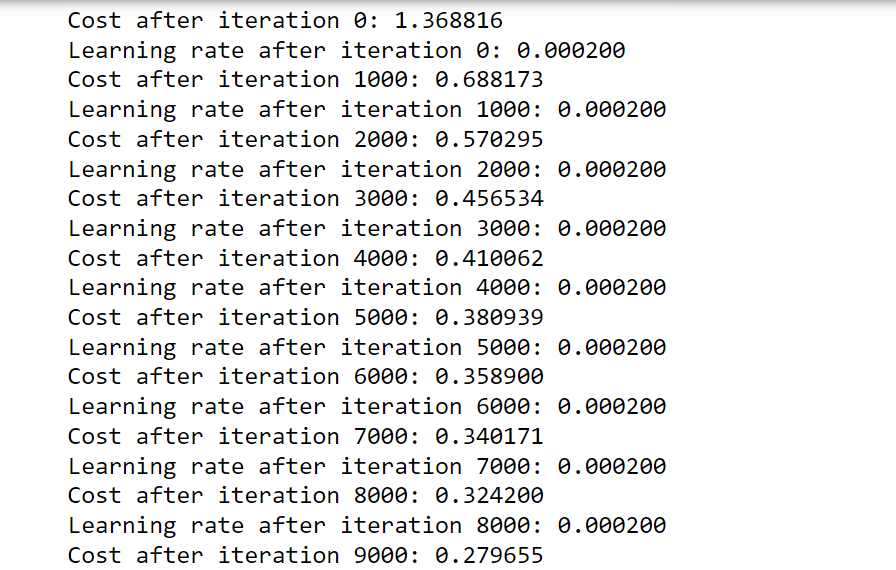 Cost after iteration 0: 1.368816
Learning rate after iteration 0: 0.000200
Cost after iteration 1000: 0.688173
Learning rate after iteration 1000: 0.000200
Cost after iteration 2000: 0.570295
Learning rate after iteration 2000: 0.000200
Cost after iteration 3000: 0.456534
Learning rate after iteration 3000: 0.000200
Cost after iteration 4000: 0.410062
Learning rate after iteration 4000: 0.000200
Cost after iteration 5000: 0.380939
Learning rate after iteration 5000: 0.000200
Cost after iteration 6000: 0.358900
Learning rate after iteration 6000: 0.000200
Cost after iteration 7000: 0.340171
Learning rate after iteration 7000: 0.000200
Cost after iteration 8000: 0.324200
Learning rate after iteration 8000: 0.000200
Cost after iteration 9000: 0.279655